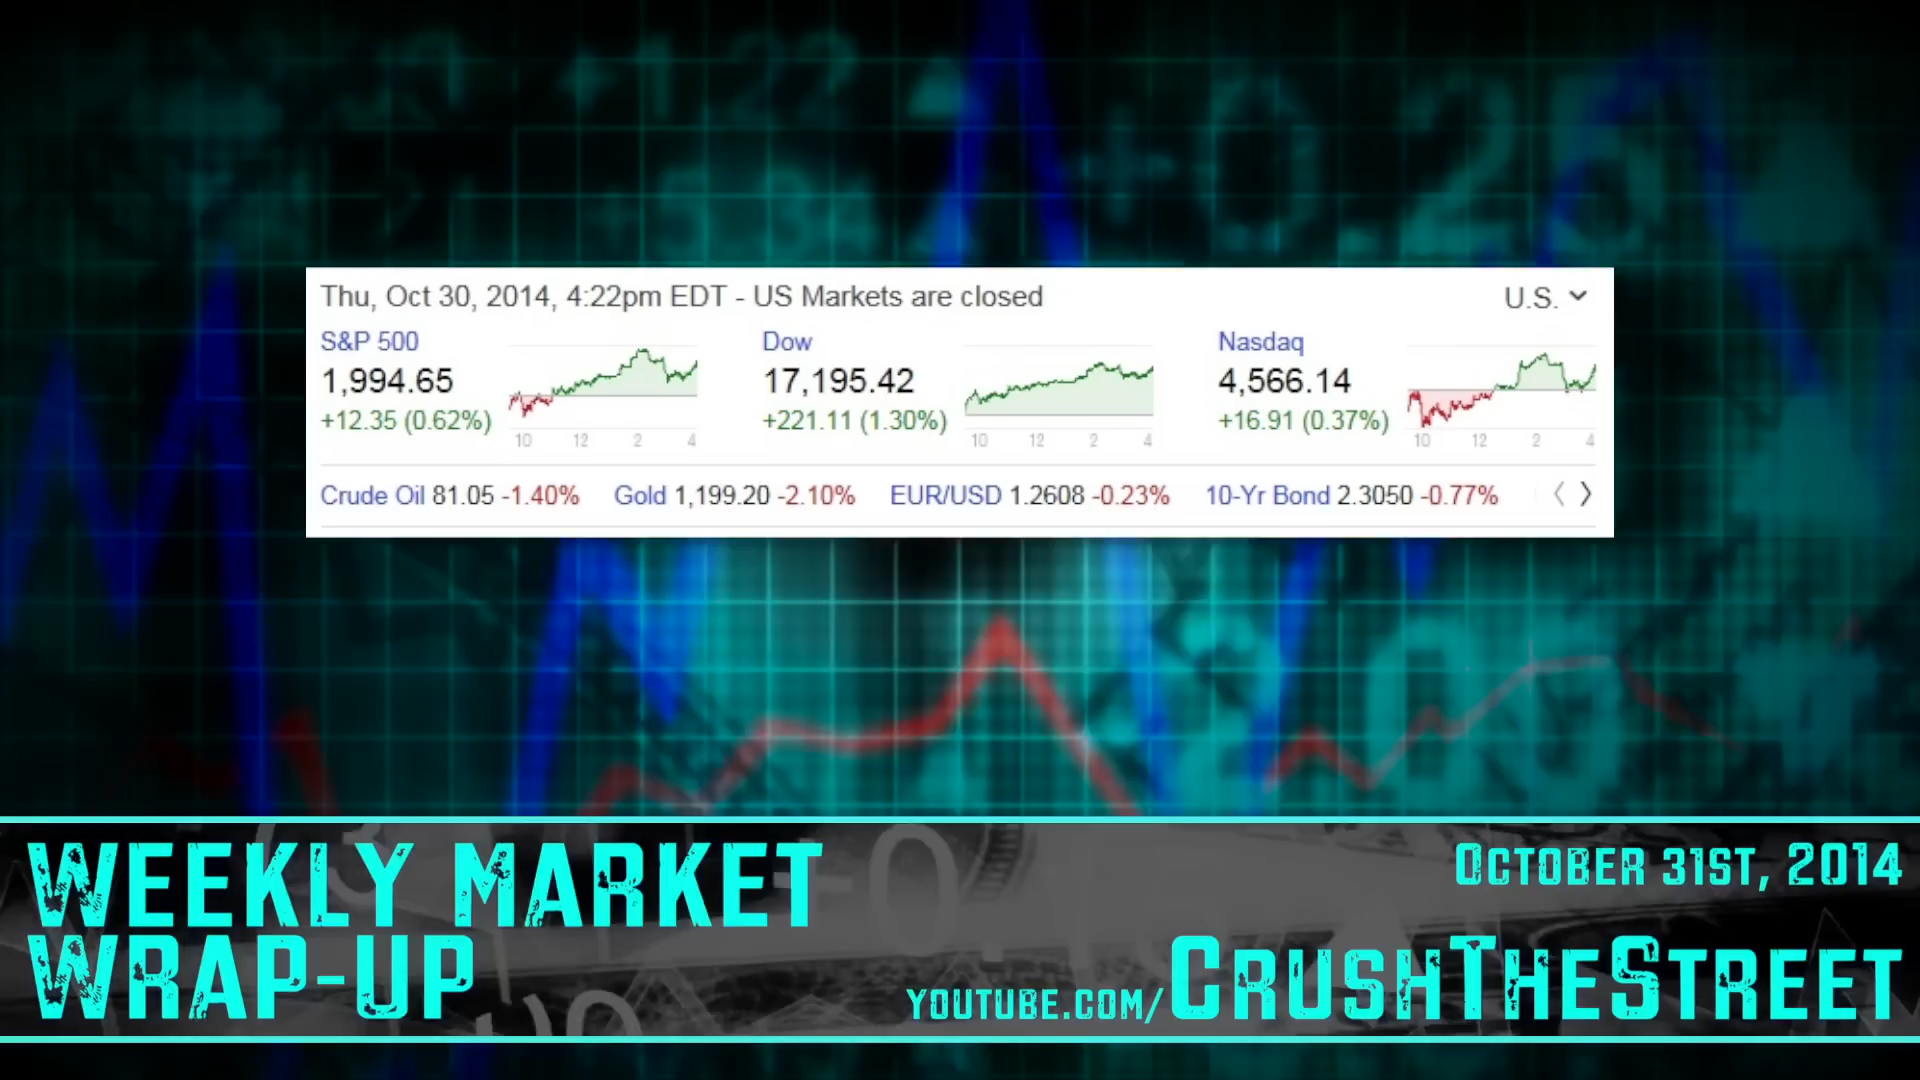 Thu, Oct 30, 2014, 4:22pm EDT - US Markets are closed
U.S.
S&P 500
1,994.65
+12.35 (0.62%)
10 12 2 4
Dow
17,195.42
+221.11 (1.30%)
10 12 2 4
Nasdaq
4,566.14
+16.91 (0.37%)
10 12 2 4
Crude Oil 81.05 -1.40% Gold 1,199.20 -2.10% EUR/USD 1.2608 -0.23% 10-Yr Bond 2.3050 -0.77%
WEEKLY MARKET
WRAP-UP
OCTOBER 31ST, 2014
YOUTUBE.COM/CRUSHTHESTREET